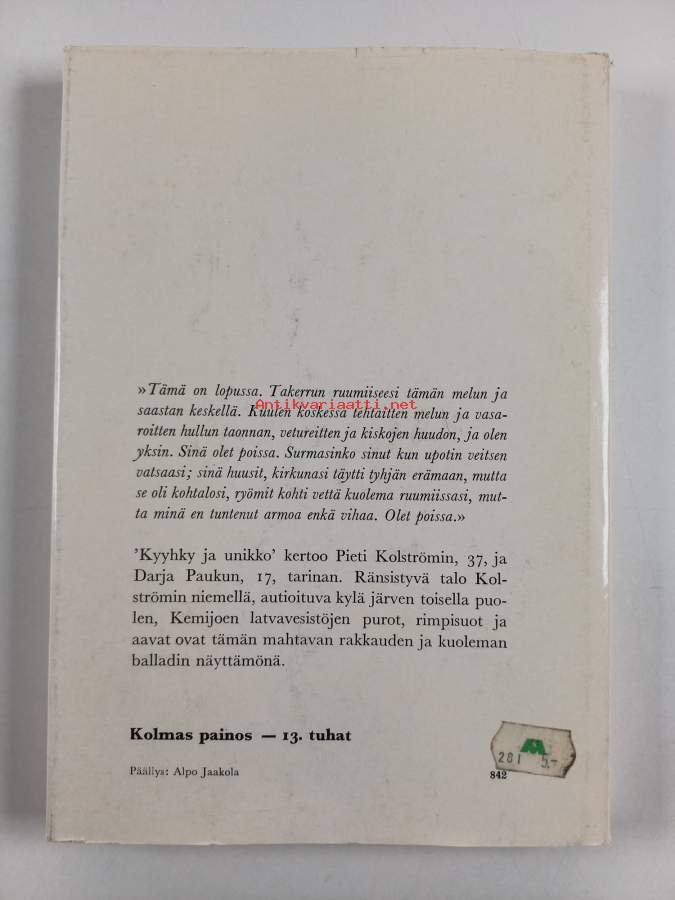 »Tämä on lopussa. Takerrun ruumiiseesi tämän melun ja
saastan keskellä. Kuulen koskessa tehtaitten melun ja vasa-
Antikvariaatti.net
roitten hullun taonnan, vetureitten ja kiskojen huudon, ja olen
yksin. Sinä olet poissa. Surmasinko sinut kun upotin veitsen
vatsaasi; sinä huusit, kirkunasi täytti tyhjän erämaan, mutta
se oli kohtalosi, ryömit kohti vettä kuolema ruumiissasi, mut-
ta minä en tuntenut armoa enkä vihaa. Olet poissa.»
’Kyyhky ja unikko’ kertoo Pieti Kolströmin, 37, ja
Darja Paukun, 17, tarinan. Ränsistyvä talo Kol-
strömin niemellä, autioituva kylä järven toisella puo-
len, Kemijoen latvavesistöjen purot, rimpisuot ja
aavat ovat tämän mahtavan rakkauden ja kuoleman
balladin näyttämönä.
Kolmas painos — 13. tuhat
Päällys: Alpo Jaakola
281 5.-
842